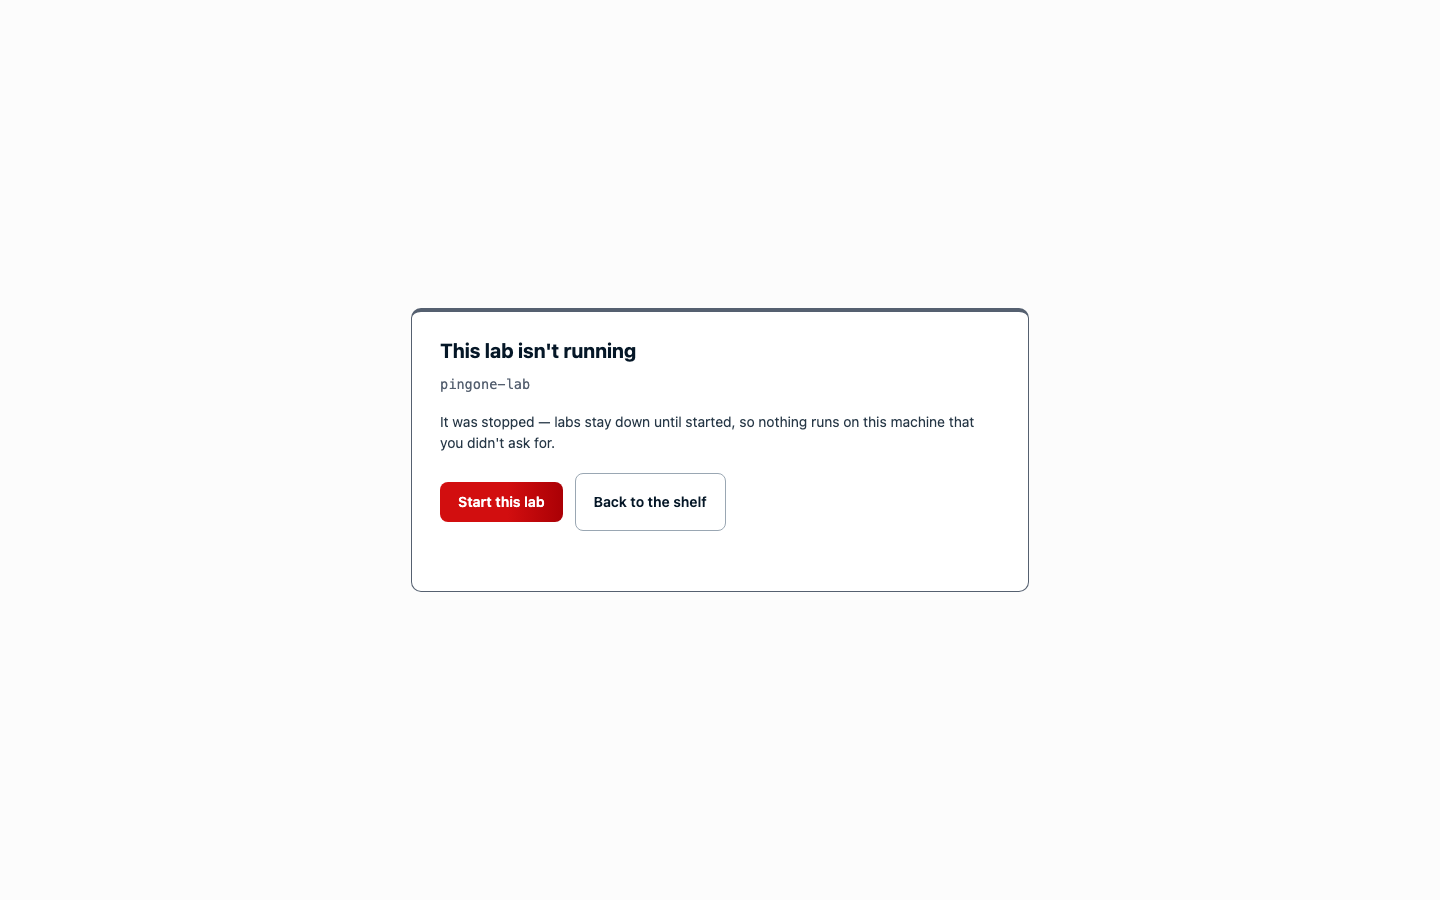 This lab isn't running
pingone-lab
It was stopped — labs stay down until started, so nothing runs on this machine that
you didn't ask for.
Start this lab
Back to the shelf